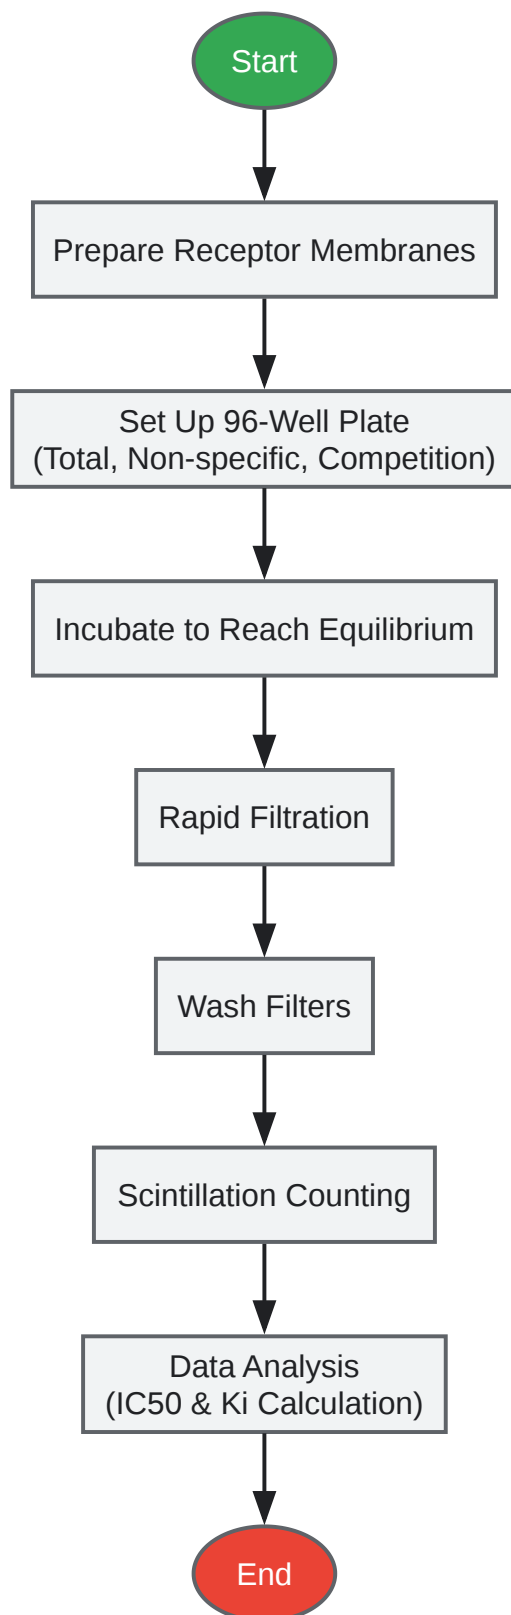 Start
Prepare Receptor Membranes
Set Up 96-Well Plate
(Total, Non-specific, Competition)
Incubate to Reach Equilibrium
Rapid Filtration
Wash Filters
Scintillation Counting
Data Analysis
(IC50 & Ki Calculation)
End